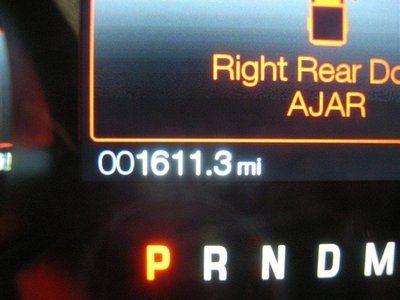 Right Rear Do
AJAR
001611.3 mi
P R N D M